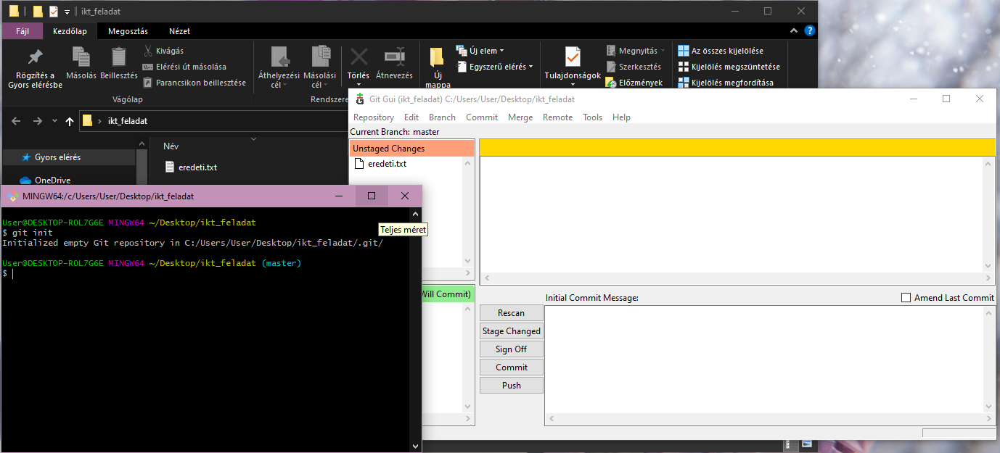 ikt_feladat
Fájl Kezdőlap Megosztás Nézet
Rögzítés a Gyors elérésbe
Másolás
Beillesztés
Kivágás
Elérési út másolása
Parancsikon beillesztése
Vágólap
Áthelyezési cél
Másolási cél
Törlés
Átnevezés
Rendsze
Új mappa
Új elem
Egyszerű elérés
Tulajdonságok
Megnyitás
Szerkesztés
Előzmények
Az összes kijelölése
Kijelölés megszüntetése
Kijelölés megfordítása
ikt_feladat
Gyors elérés
OneDrive
Név
eredeti.txt
Git Gui (ikt_feladat) C:/Users/User/Desktop/ikt_feladat
Repository Edit Branch Commit Merge Remote Tools Help
Current Branch: master
Unstaged Changes
eredeti.txt
Will Commit)
Rescan
Stage Changed
Sign Off
Commit
Push
Initial Commit Message:
Amend Last Commit
MINGW64:/c/Users/User/Desktop/ikt_feladat
Teljes méret
User@DESKTOP-ROL7G6E MINGW64 ~/Desktop/ikt_feladat
$ git init
Initialized empty Git repository in C:/Users/User/Desktop/ikt_feladat/.git/
User@DESKTOP-ROL7G6E MINGW64 ~/Desktop/ikt_feladat (master)
$